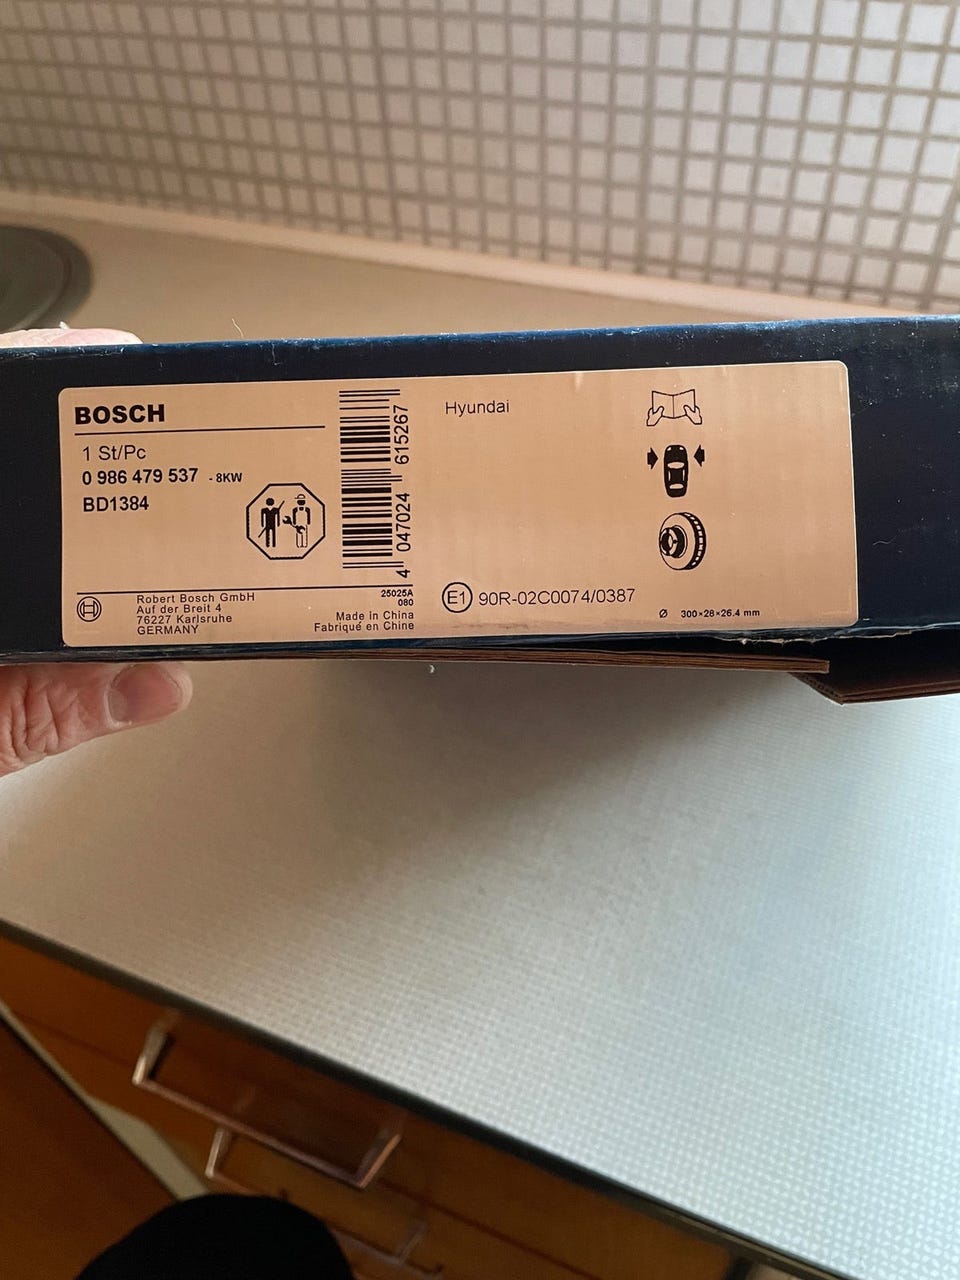 BOSCH
1 St/Pc
0 986 479 537 - 8KW
BD1384
4 047024 615267
Robert Bosch GmbH
Auf der Breit 4
76227 Karlsruhe
GERMANY
25025A
080
Made in China
Fabriqué en Chine
Hyundai
E1 90R-02C0074/0387
Ø 300×28×26.4 mm